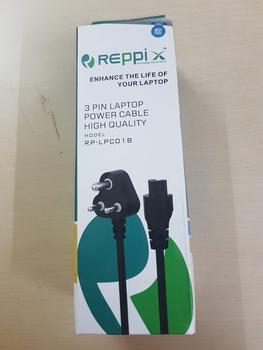 REPPIX
ENHANCE THE LIFE OF
YOUR LAPTOP
3 PIN LAPTOP
POWER CABLE
HIGH QUALITY
MODEL
RP-LPC01B